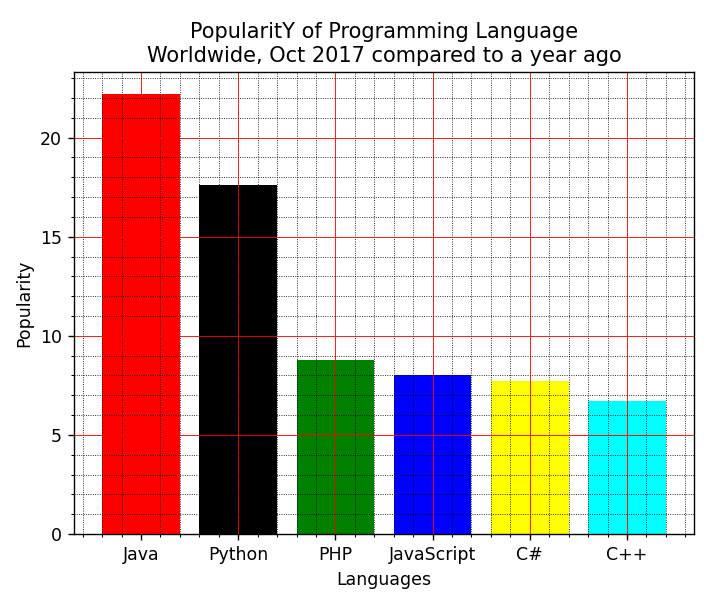 PopularitY of Programming Language
Worldwide, Oct 2017 compared to a year ago
20
15
10
5
0
Popularity
Java Python PHP JavaScript C# C++
Languages